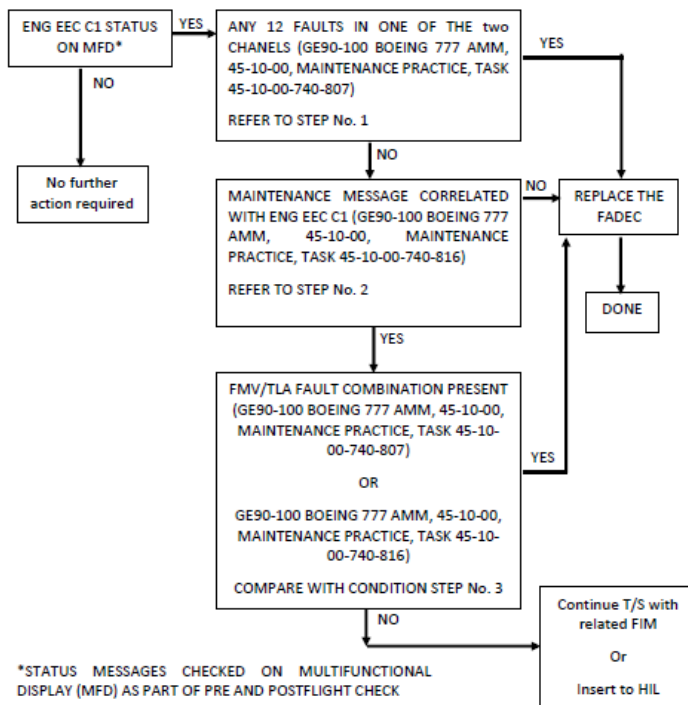 ENG EEC C1 STATUS
ON MFD*
YES
ANY 12 FAULTS IN ONE OF THE two
CHANELS (GE90-100 BOEING 777 AMM,
45-10-00, MAINTENANCE PRACTICE, TASK
45-10-00-740-807)
REFER TO STEP No. 1
YES
NO
No further
action required
NO
MAINTENANCE MESSAGE CORRELATED
WITH ENG EEC C1 (GE90-100 BOEING 777
AMM, 45-10-00, MAINTENANCE
PRACTICE, TASK 45-10-00-740-816)
REFER TO STEP No. 2
NO
REPLACE THE
FADEC
DONE
YES
FMV/TLA FAULT COMBINATION PRESENT
(GE90-100 BOEING 777 AMM, 45-10-00,
MAINTENANCE PRACTICE, TASK 45-10-
00-740-807)
OR
GE90-100 BOEING 777 AMM, 45-10-00,
MAINTENANCE PRACTICE, TASK 45-10-
00-740-816)
COMPARE WITH CONDITION STEP No. 3
YES
NO
Continue T/S with
related FIM
Or
Insert to HIL
*STATUS MESSAGES CHECKED ON MULTIFUNCTIONAL
DISPLAY (MFD) AS PART OF PRE AND POSTFLIGHT CHECK